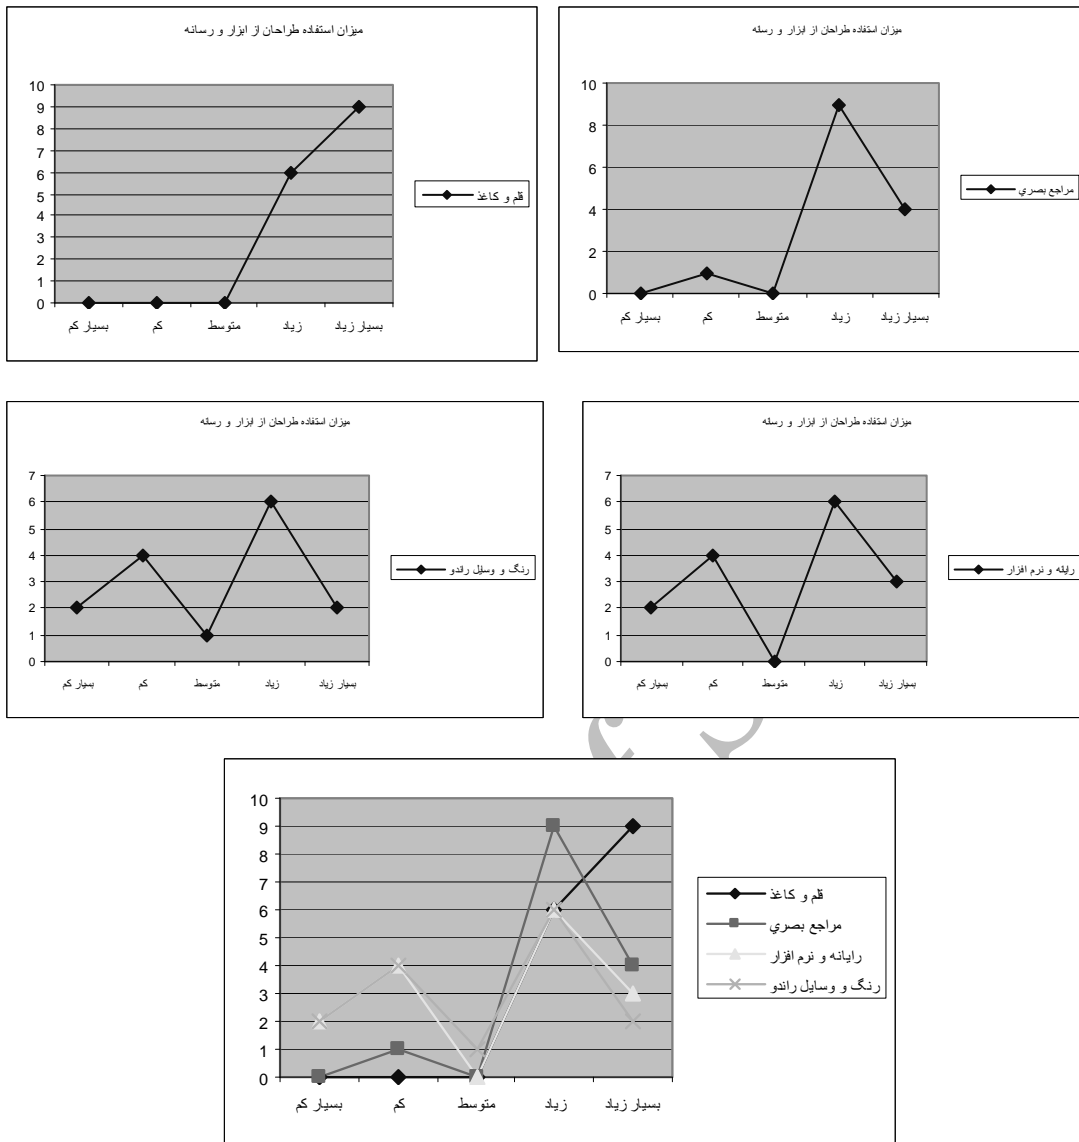 میزان استفاده طراحان از ابزار و رسانه
10
9
8
7
6
5
4
3
2
1
0
بسیار کم کم متوسط زیاد بسیار زیاد
قلم و کاغذ
میزان استفاده طراحان از ابزار و رسانه
10
8
6
4
2
0
بسیار کم کم متوسط زیاد بسیار زیاد
مراجع بصري
میزان استفاده طراحان از ابزار و رسانه
7
6
5
4
3
2
1
0
بسیار کم کم متوسط زیاد بسیار زیاد
رنگ و وسایل راندو
میزان استفاده طراحان از ابزار و رسانه
7
6
5
4
3
2
1
0
بسیار کم کم متوسط زیاد بسیار زیاد
رایانه و نرم افزار
10
9
8
7
6
5
4
3
2
1
0
بسیار کم کم متوسط زیاد بسیار زیاد
قلم و کاغذ
مراجع بصري
رایانه و نرم افزار
رنگ و وسایل راندو